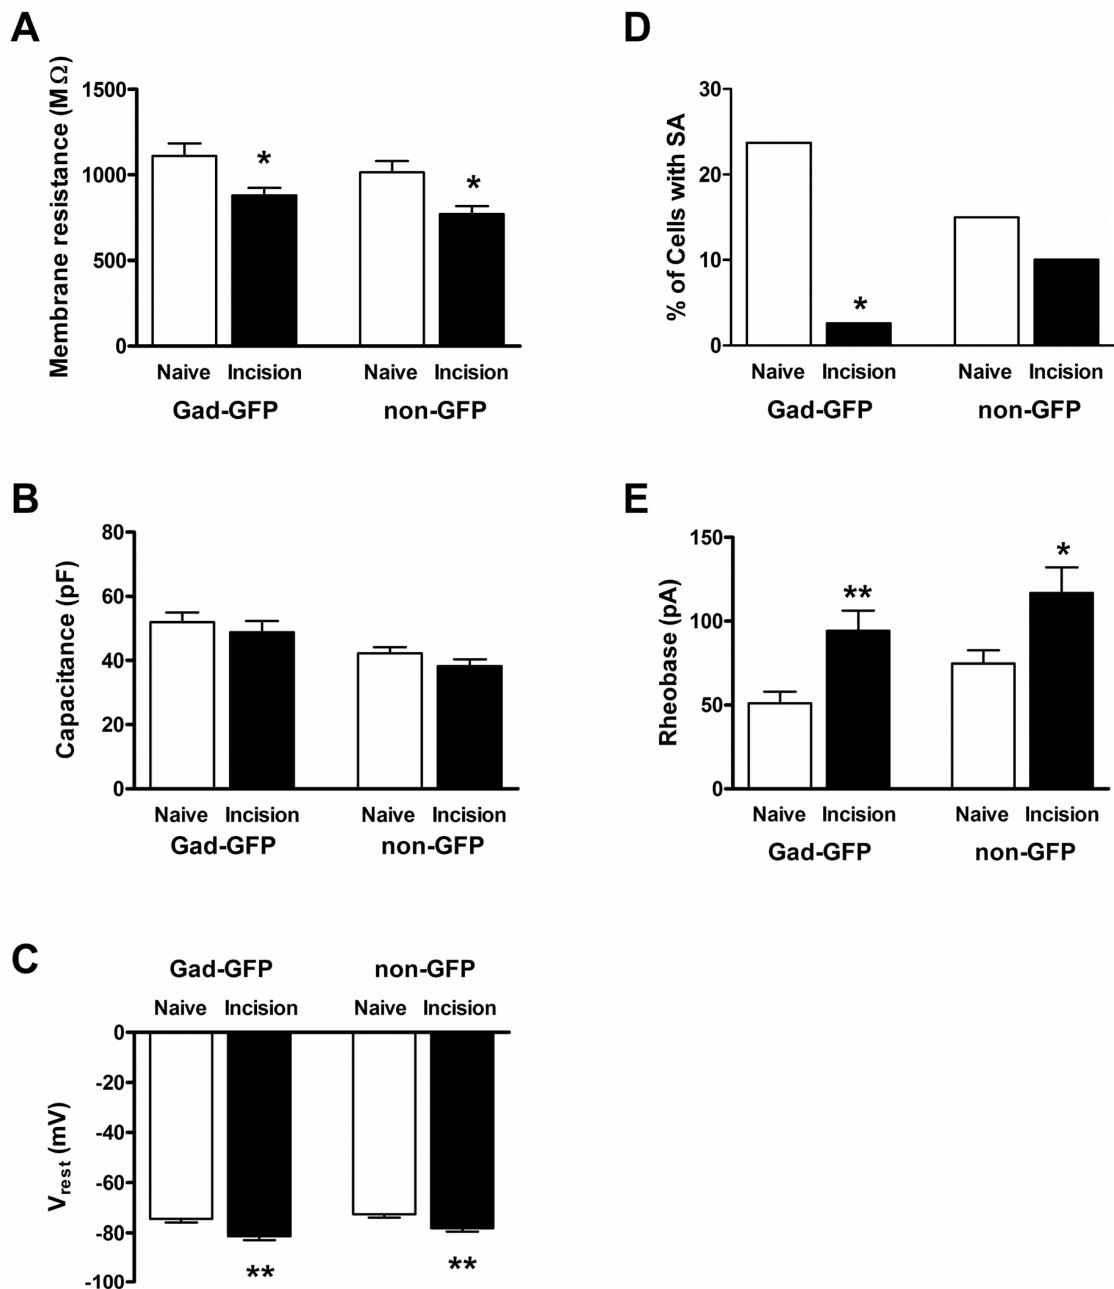 A
Membrane resistance (MΩ)
1500
1000
500
0
*
*
Naive Incision Naive Incision
Gad-GFP non-GFP
D
% of Cells with SA
30
20
10
0
*
Naive Incision Naive Incision
Gad-GFP non-GFP
B
Capacitance (pF)
80
60
40
20
0
Naive Incision Naive Incision
Gad-GFP non-GFP
E
Rheobase (pA)
150
100
50
0
**
*
Naive Incision Naive Incision
Gad-GFP non-GFP
C
Gad-GFP non-GFP
Naive Incision Naive Incision
Vrest (mV)
0
-20
-40
-60
-80
-100
**
**